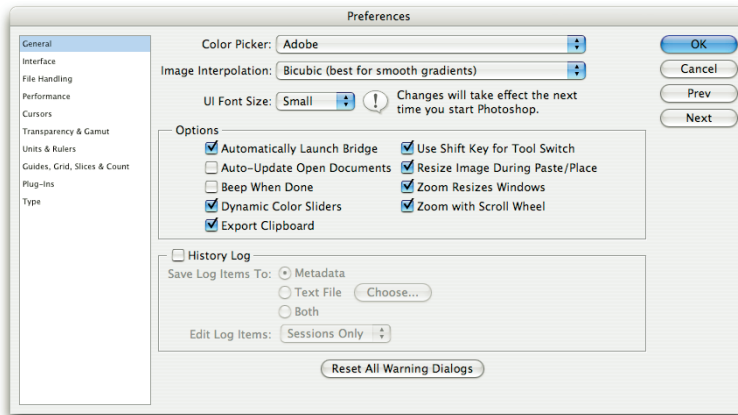 Preferences
General
Interface
File Handling
Performance
Cursors
Transparency & Gamut
Units & Rulers
Guides, Grid, Slices & Count
Plug-Ins
Type
Color Picker: Adobe
Image Interpolation: Bicubic (best for smooth gradients)
UI Font Size: Small
! Changes will take effect the next
time you start Photoshop.
Options
Automatically Launch Bridge
Auto-Update Open Documents
Beep When Done
Dynamic Color Sliders
Export Clipboard
Use Shift Key for Tool Switch
Resize Image During Paste/Place
Zoom Resizes Windows
Zoom with Scroll Wheel
History Log
Save Log Items To: Metadata
Text File Choose...
Both
Edit Log Items: Sessions Only
Reset All Warning Dialogs
OK
Cancel
Prev
Next